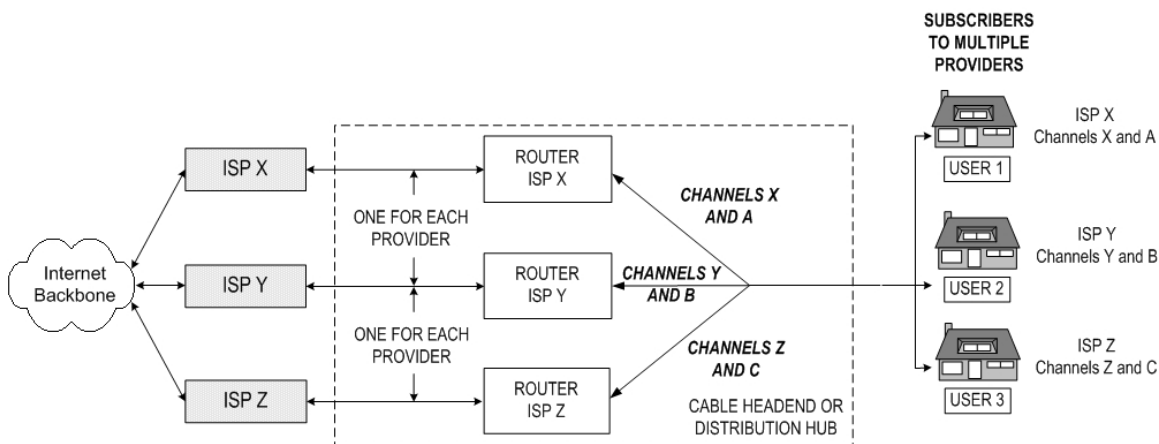 SUBSCRIBERS
TO MULTIPLE
PROVIDERS
ISP X
Channels X and A
USER 1
ISP X
ROUTER
ISP X
CHANNELS X
AND A
ONE FOR EACH
PROVIDER
Internet
Backbone
ISP Y
ROUTER
ISP Y
CHANNELS Y
AND B
ISP Y
Channels Y and B
USER 2
ONE FOR EACH
PROVIDER
CHANNELS Z
AND C
ISP Z
Channels Z and C
USER 3
ISP Z
ROUTER
ISP Z
CABLE HEADEND OR
DISTRIBUTION HUB